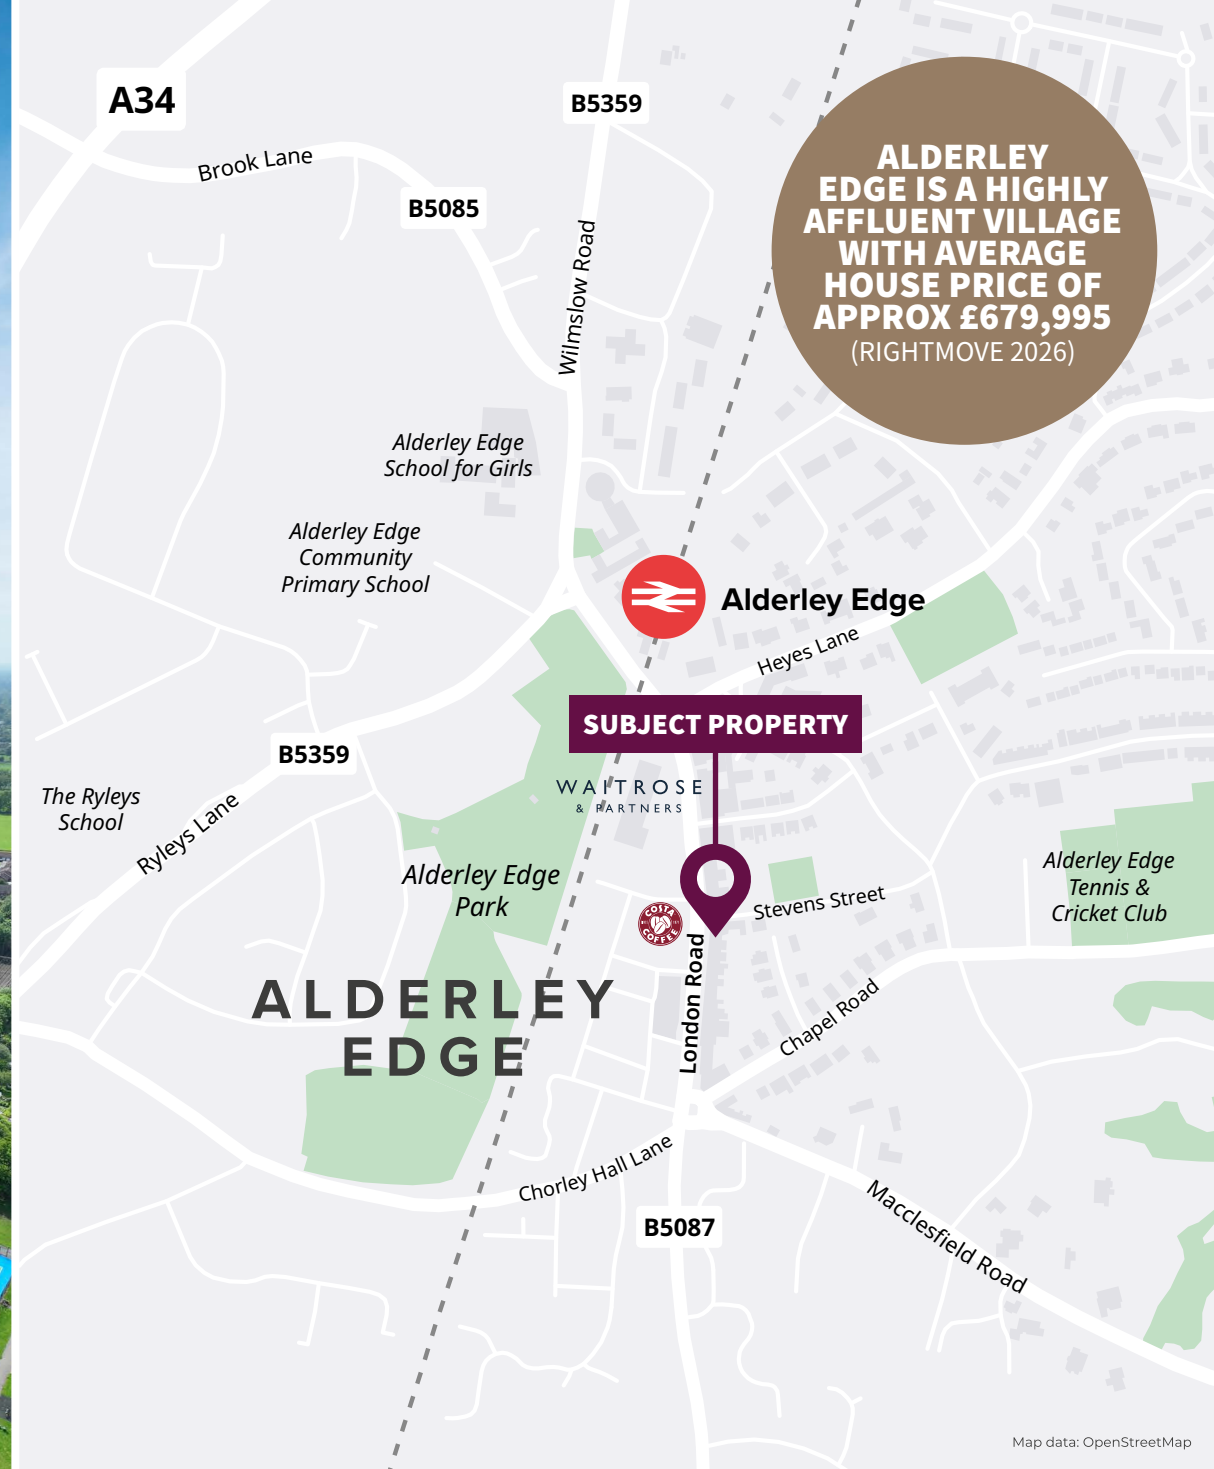 A34
B5359
Brook Lane
B5085
Wilmslow Road
ALDERLEY
EDGE IS A HIGHLY
AFFLUENT VILLAGE
WITH AVERAGE
HOUSE PRICE OF
APPROX £679,995
(RIGHTMOVE 2026)
Alderley Edge
School for Girls
Alderley Edge
Community
Primary School
Alderley Edge
Heyes Lane
SUBJECT PROPERTY
B5359
WAITROSE
& PARTNERS
The Ryleys
School
Ryleys Lane
Alderley Edge
Park
Alderley Edge
Tennis &
Cricket Club
Stevens Street
COSTA
COFFEE
London Road
ALDERLEY
EDGE
Chapel Road
Chorley Hall Lane
B5087
Macclesfield Road
Map data: OpenStreetMap